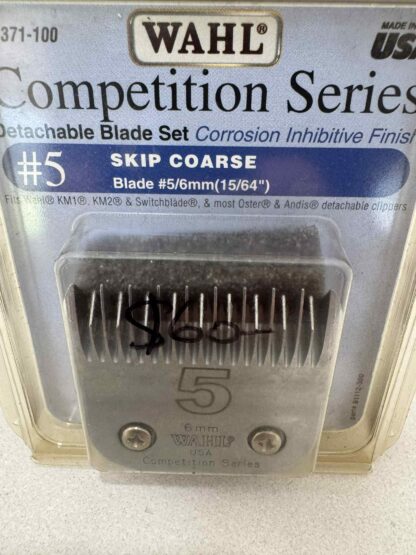 371-100
WAHL®
MADE IN
USA
Competition Series
Detachable Blade Set Corrosion Inhibitive Finish
#5
SKIP COARSE
Blade #5/6mm(15/64")
Fits Wahl® KM1®, KM2® & Switchblade®, & most Oster® & Andis® detachable clippers
$60-
5
6mm
WAHL®
USA
Competition Series